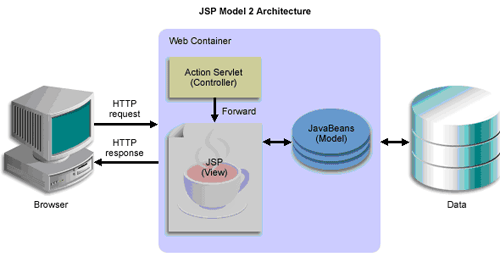 JSP Model 2 Architecture
Web Container
Action Servlet
(Controller)
HTTP
request
Forward
HTTP
response
JSP
(View)
JavaBeans
(Model)
Browser
Data